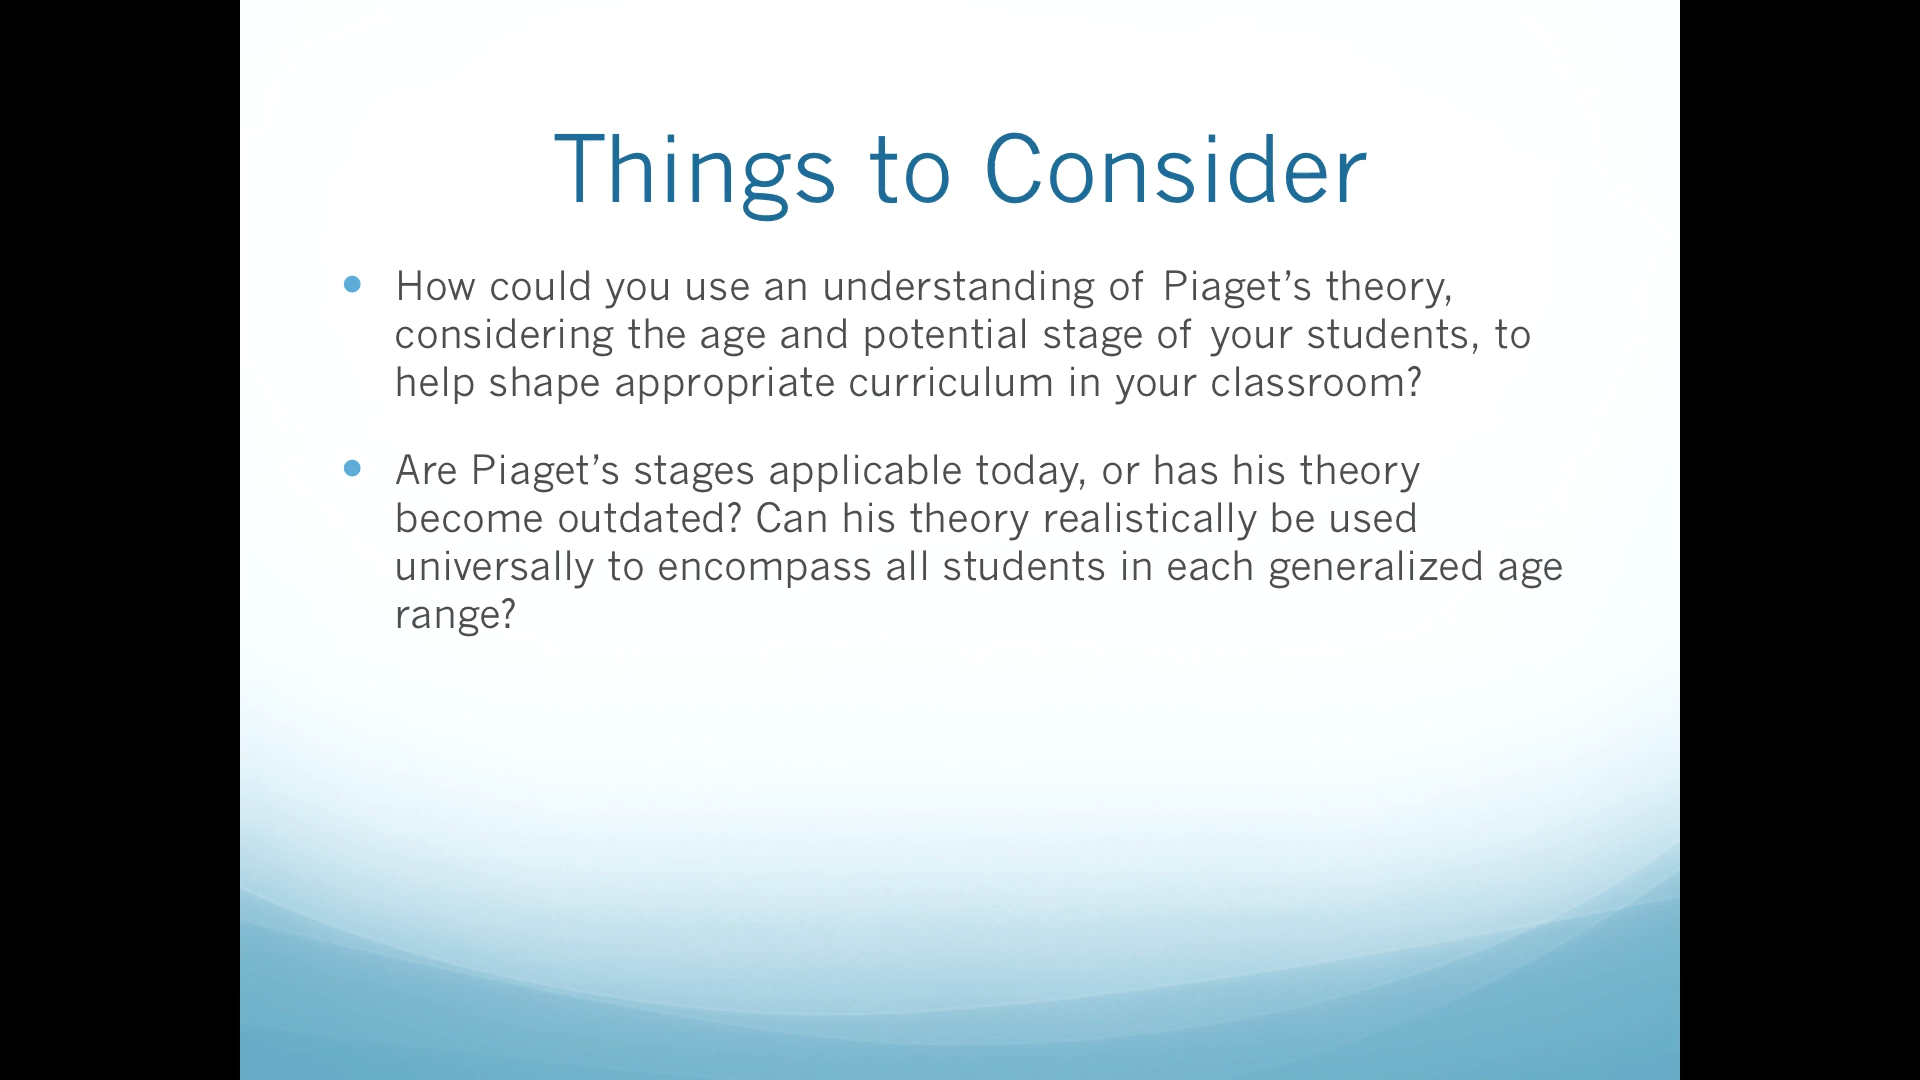 Things to Consider
• How could you use an understanding of Piaget’s theory,
considering the age and potential stage of your students, to
help shape appropriate curriculum in your classroom?
• Are Piaget’s stages applicable today, or has his theory
become outdated? Can his theory realistically be used
universally to encompass all students in each generalized age
range?